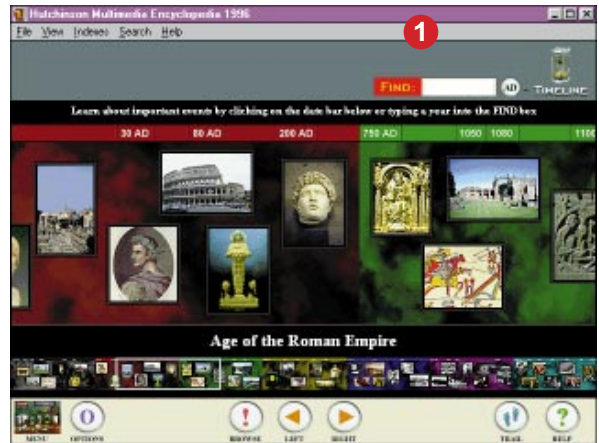 Hutchinson Multimedia Encyclopedia 1996
File View Indexes Search Help
1
FIND: AD - TIMELINE
Learn about important events by clicking on the date bar below or typing a year into the FIND box
30 AD 80 AD 200 AD 750 AD 1050 1080 1100
Age of the Roman Empire
MENU OPTIONS BROWSE LEFT RIGHT TRAIL HELP